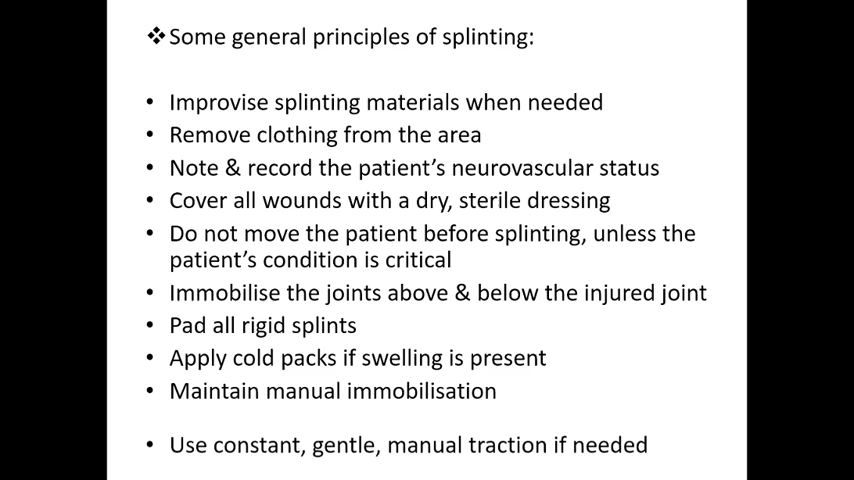 ❖Some general principles of splinting:
• Improvise splinting materials when needed
• Remove clothing from the area
• Note & record the patient’s neurovascular status
• Cover all wounds with a dry, sterile dressing
• Do not move the patient before splinting, unless the
patient’s condition is critical
• Immobilise the joints above & below the injured joint
• Pad all rigid splints
• Apply cold packs if swelling is present
• Maintain manual immobilisation
• Use constant, gentle, manual traction if needed